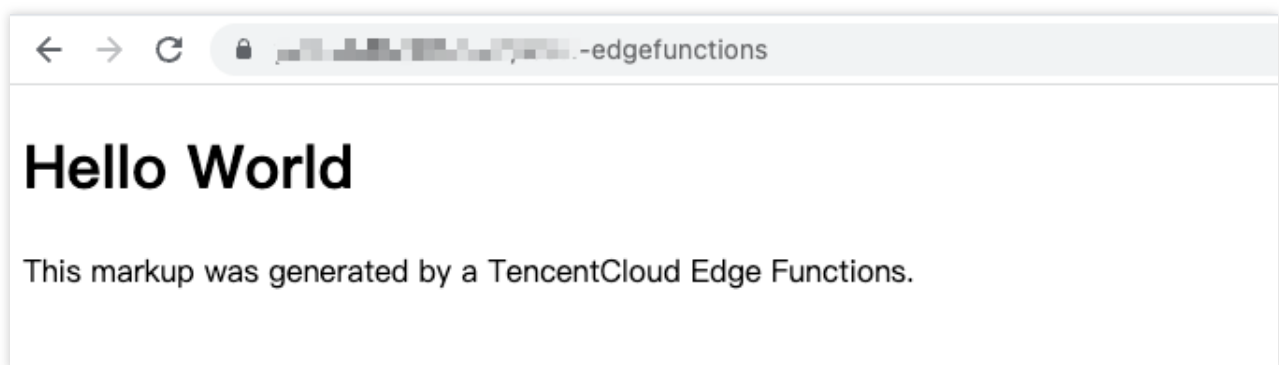 -edgefunctions
Hello World
This markup was generated by a TencentCloud Edge Functions.